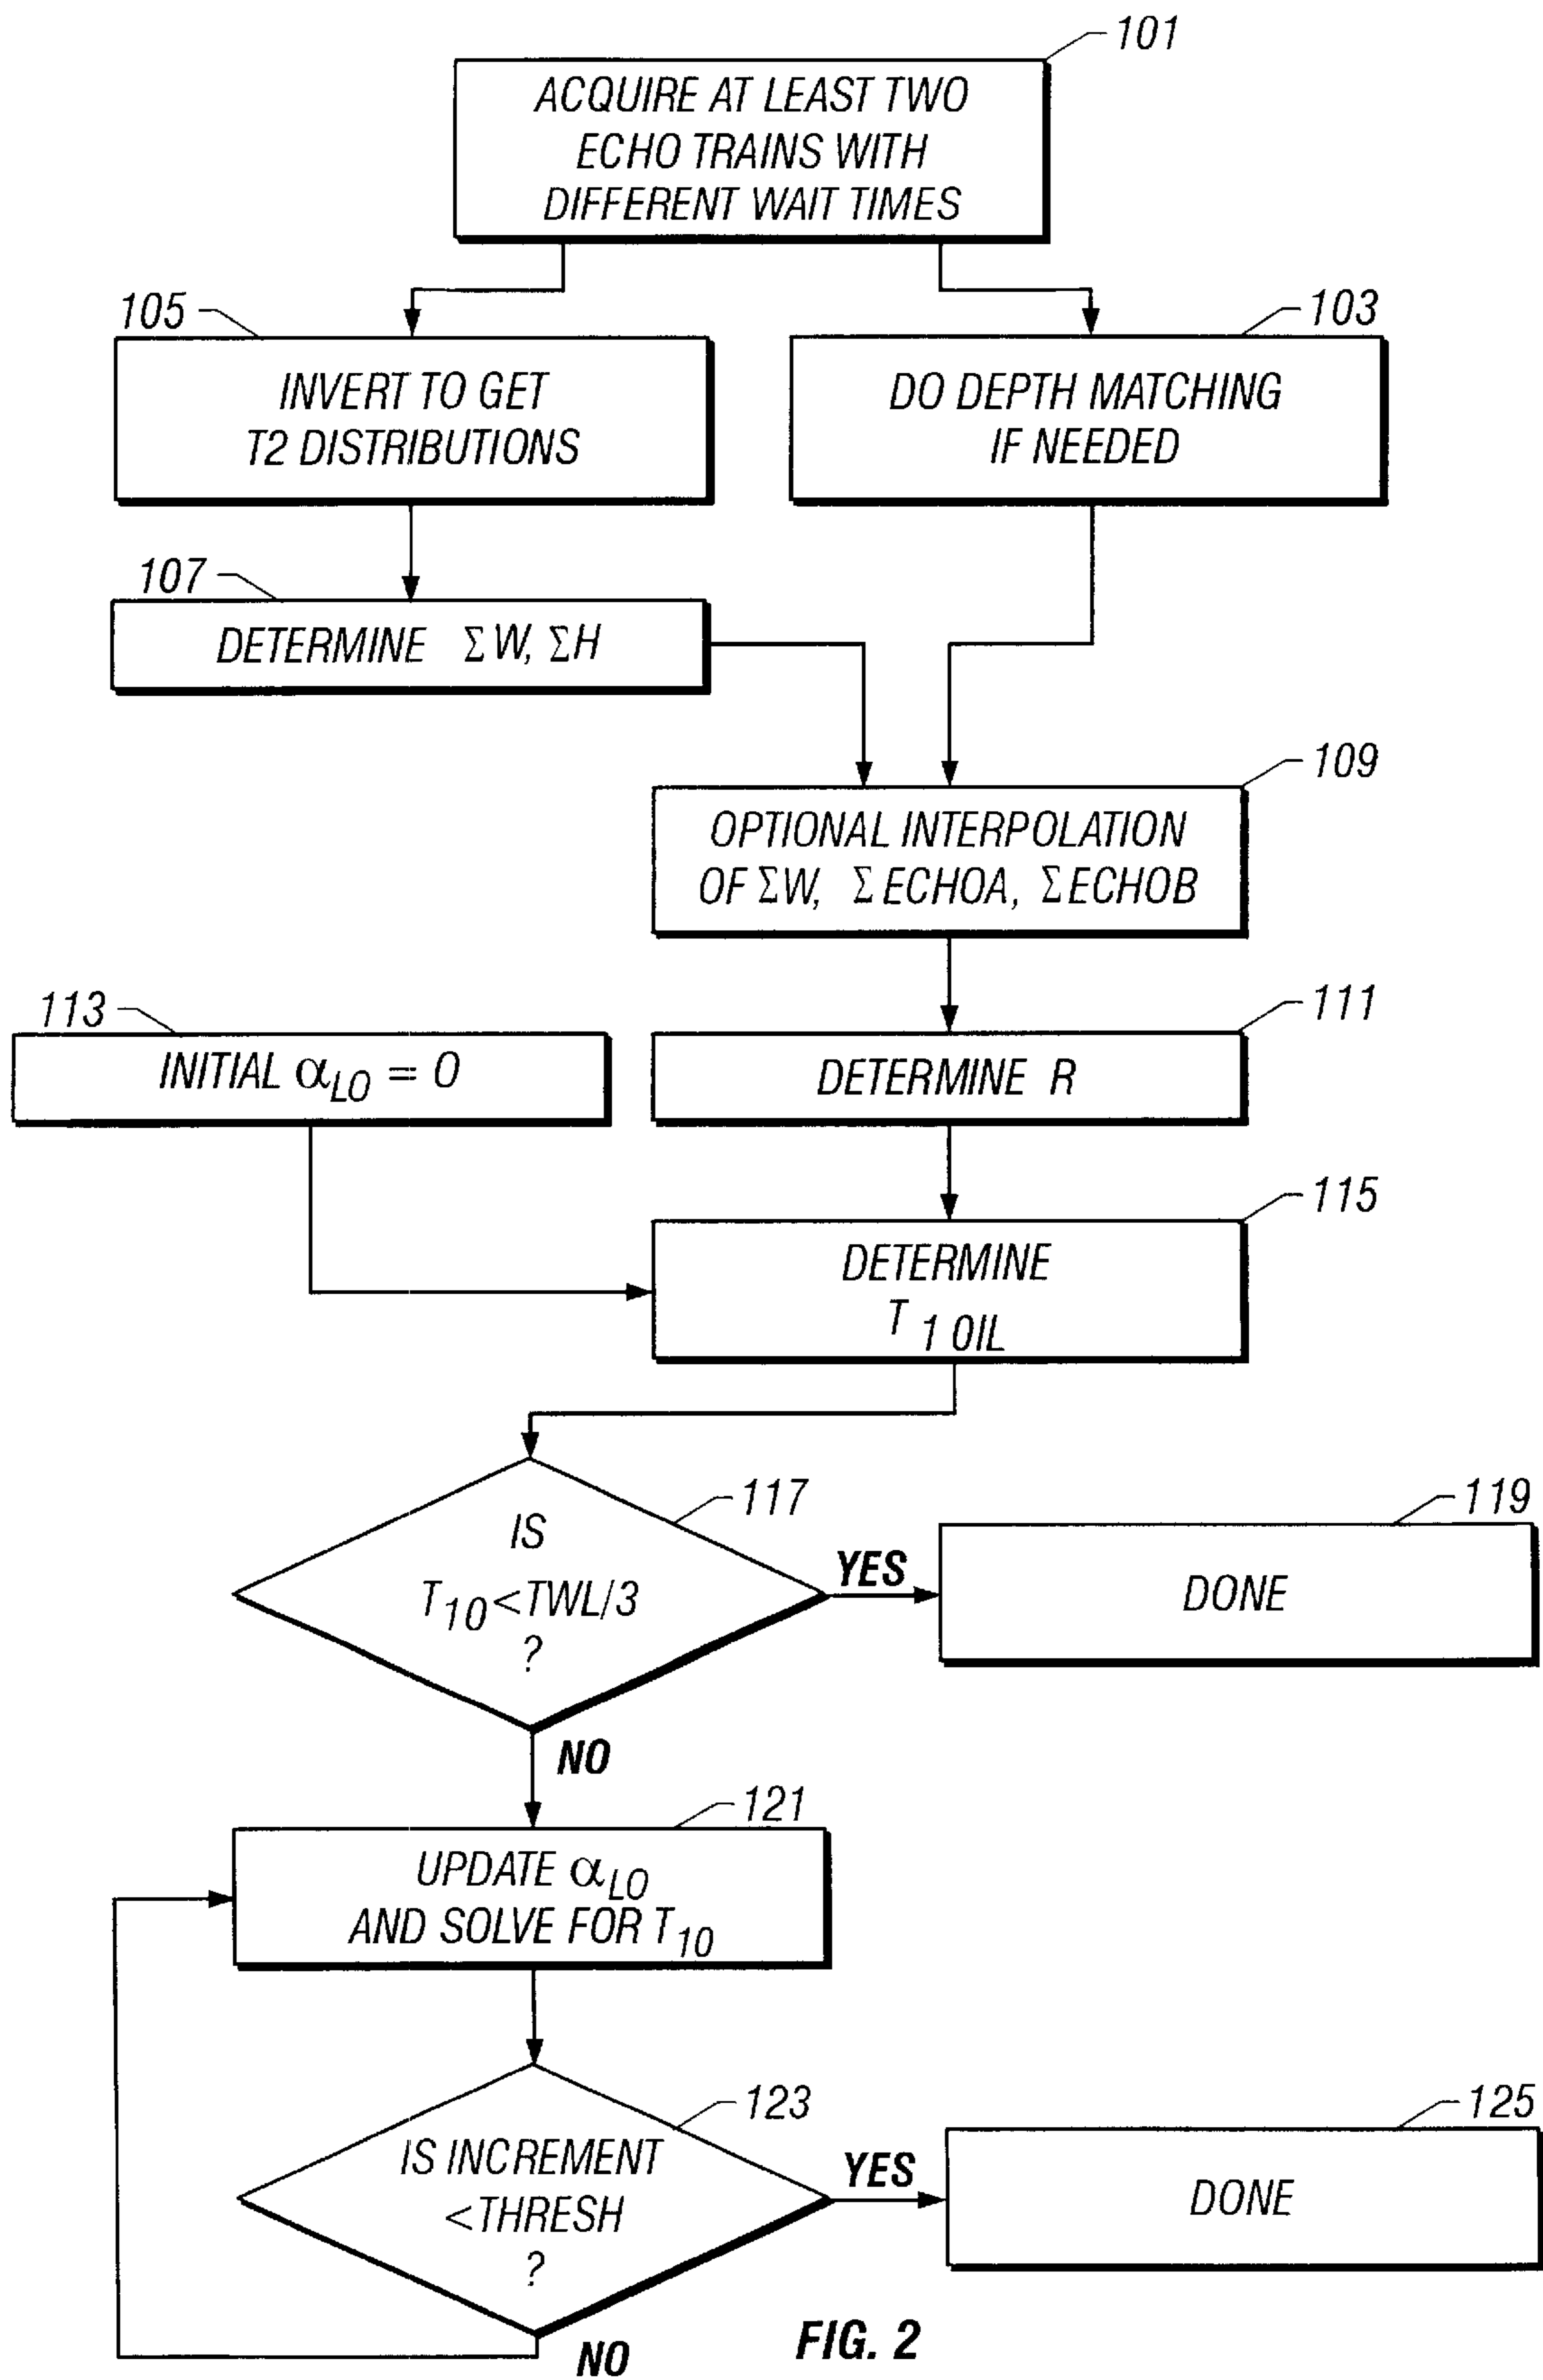 101
ACQUIRE AT LEAST TWO
ECHO TRAINS WITH
DIFFERENT WAIT TIMES
105
INVERT TO GET
T2 DISTRIBUTIONS
103
DO DEPTH MATCHING
IF NEEDED
107
DETERMINE ΣW, ΣH
109
OPTIONAL INTERPOLATION
OF ΣW, ΣECHOA, ΣECHOB
113
INITIAL αLO = 0
111
DETERMINE R
115
DETERMINE
T 1 OIL
117
IS
T10<TWL/3
?
YES
119
DONE
NO
121
UPDATE αLO
AND SOLVE FOR T10
123
IS INCREMENT
<THRESH
?
YES
125
DONE
NO
FIG. 2